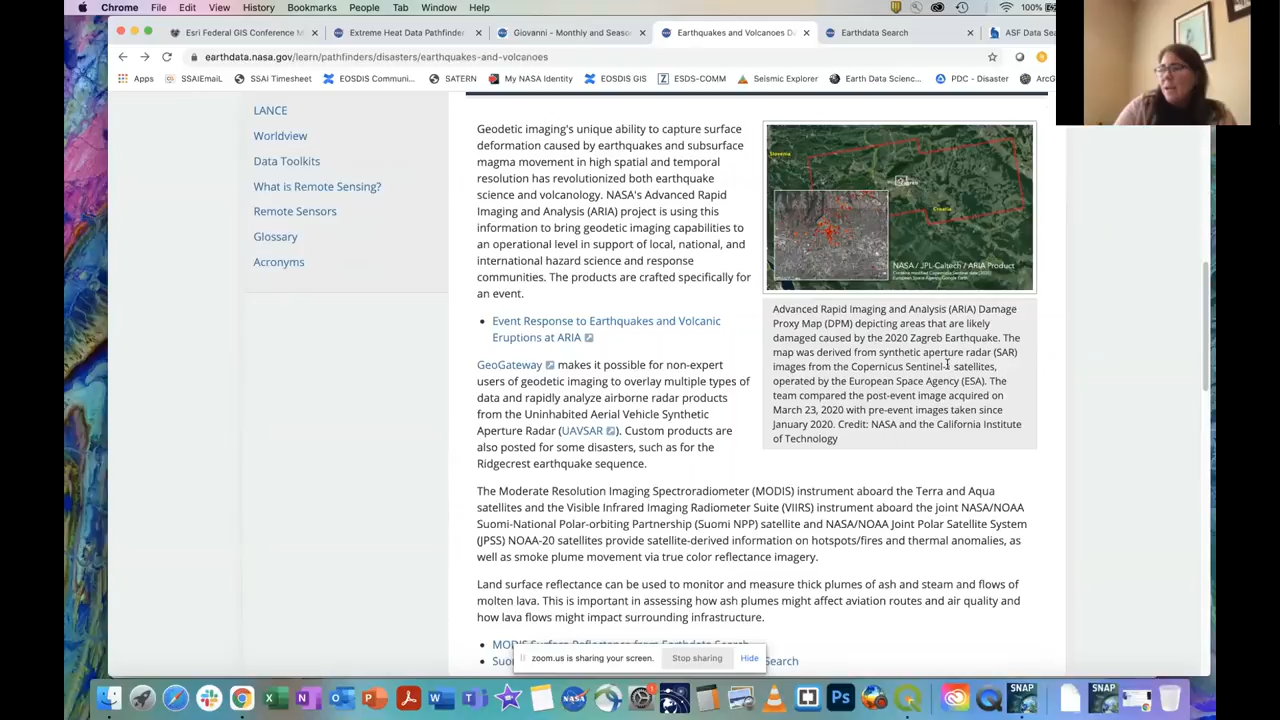 Chrome File Edit View History Bookmarks People Tab Window Help 100%
Esri Federal GIS Conference M
Extreme Heat Data Pathfinder
Giovanni - Monthly and Seaso
Equakes and Volcanoes D
Earthdata Search
ASF Data Sea
earthdata.nasa.gov/learn/pathfinders/disasters/earthquakes-and-volcanoes
Apps SSAIEmail SSAI Timesheet EOSDIS Communi... SATERN My NASA Identity EOSDIS GIS ESDS-COMM Seismic Explorer Earth Data Scienc... PDC - Disaster ArcG
LANCE
Worldview
Data Toolkits
What is Remote Sensing?
Remote Sensors
Glossary
Acronyms
Geodetic imaging's unique ability to capture surface
deformation caused by earthquakes and subsurface
magma movement in high spatial and temporal
resolution has revolutionized both earthquake
science and volcanology. NASA's Advanced Rapid
Imaging and Analysis (ARIA) project is using this
information to bring geodetic imaging capabilities to
an operational level in support of local, national, and
international hazard science and response
communities. The products are crafted specifically for
an event.
Event Response to Earthquakes and Volcanic
Eruptions at ARIA
GeoGateway makes it possible for non-expert
users of geodetic imaging to overlay multiple types of
data and rapidly analyze airborne radar products
from the Uninhabited Aerial Vehicle Synthetic
Aperture Radar (UAVSAR). Custom products are
also posted for some disasters, such as for the
Ridgecrest earthquake sequence.
Slovenia
Croatia
NASA / JPL-Caltech / ARIA Product
Advanced Rapid Imaging and Analysis (ARIA) Damage
Proxy Map (DPM) depicting areas that are likely
damaged caused by the 2020 Zagreb Earthquake. The
map was derived from synthetic aperture radar (SAR)
images from the Copernicus Sentinel-1 satellites,
operated by the European Space Agency (ESA). The
team compared the post-event image acquired on
March 23, 2020 with pre-event images taken since
January 2020. Credit: NASA and the California Institute
of Technology
The Moderate Resolution Imaging Spectroradiometer (MODIS) instrument aboard the Terra and Aqua
satellites and the Visible Infrared Imaging Radiometer Suite (VIIRS) instrument aboard the joint NASA/NOAA
Suomi-National Polar-orbiting Partnership (Suomi NPP) satellite and NASA/NOAA Joint Polar Satellite System
(JPSS) NOAA-20 satellites provide satellite-derived information on hotspots/fires and thermal anomalies, as
well as smoke plume movement via true color reflectance imagery.
Land surface reflectance can be used to monitor and measure thick plumes of ash and steam and flows of
molten lava. This is important in assessing how ash plumes might affect aviation routes and air quality and
how lava flows might impact surrounding infrastructure.
MODIS Surface Reflectance from Earthdata Search
Suo Search
zoom.us is sharing your screen. Stop sharing Hide
NASA
SNAP
SNAP